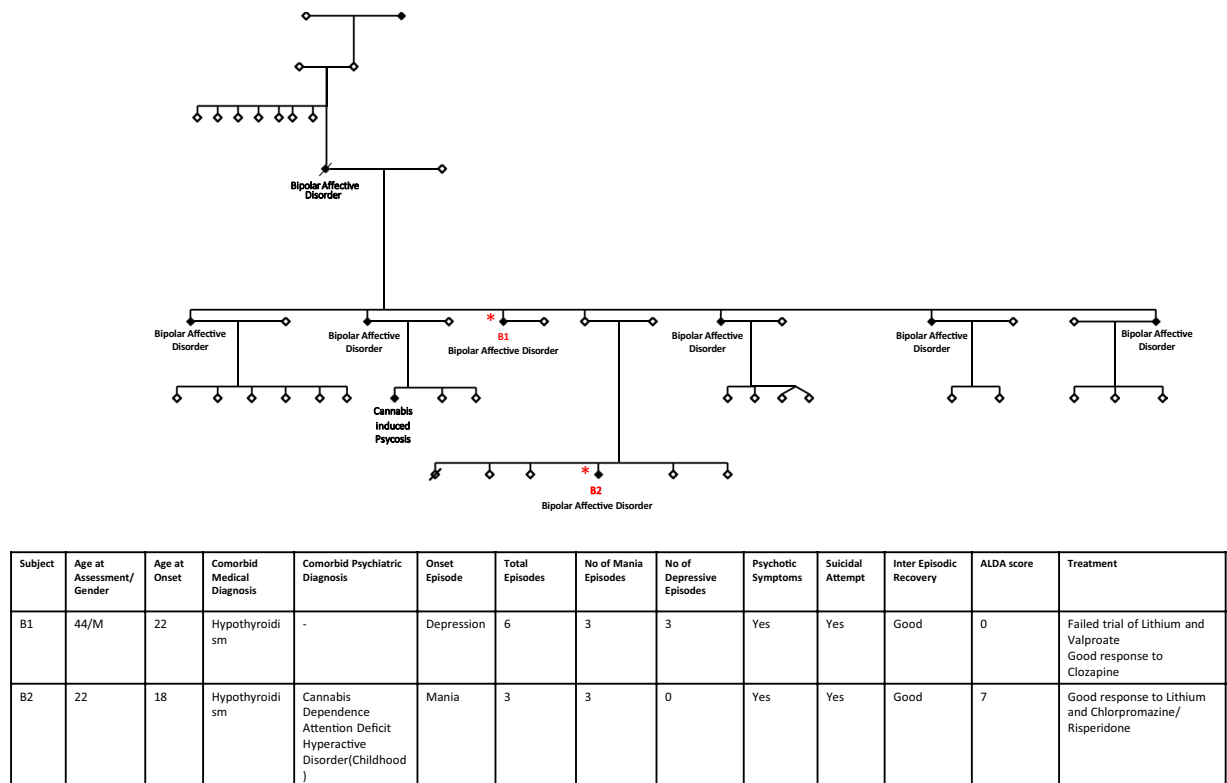 Bipolar Affective
Disorder
*
Bipolar Affective
Disorder
Bipolar Affective
Disorder
B1
Bipolar Affective Disorder
Bipolar Affective
Disorder
Bipolar Affective
Disorder
Bipolar Affective
Disorder
Cannabis
induced
Psycosis
*
B2
Bipolar Affective Disorder
Subject
Age at
Assessment/
Gender
Age at
Onset
Comorbid
Medical
Diagnosis
Comorbid Psychiatric
Diagnosis
Onset
Episode
Total
Episodes
No of Mania
Episodes
No of
Depressive
Episodes
Psychotic
Symptoms
Suicidal
Attempt
Inter Episodic
Recovery
ALDA score
Treatment
B1
44/M
22
Hypothyroidi
sm
-
Depression
6
3
3
Yes
Yes
Good
0
Failed trial of Lithium and
Valproate
Good response to
Clozapine
B2
22
18
Hypothyroidi
sm
Cannabis
Dependence
Attention Deficit
Hyperactive
Disorder(Childhood
)
Mania
3
3
0
Yes
Yes
Good
7
Good response to Lithium
and Chlorpromazine/
Risperidone